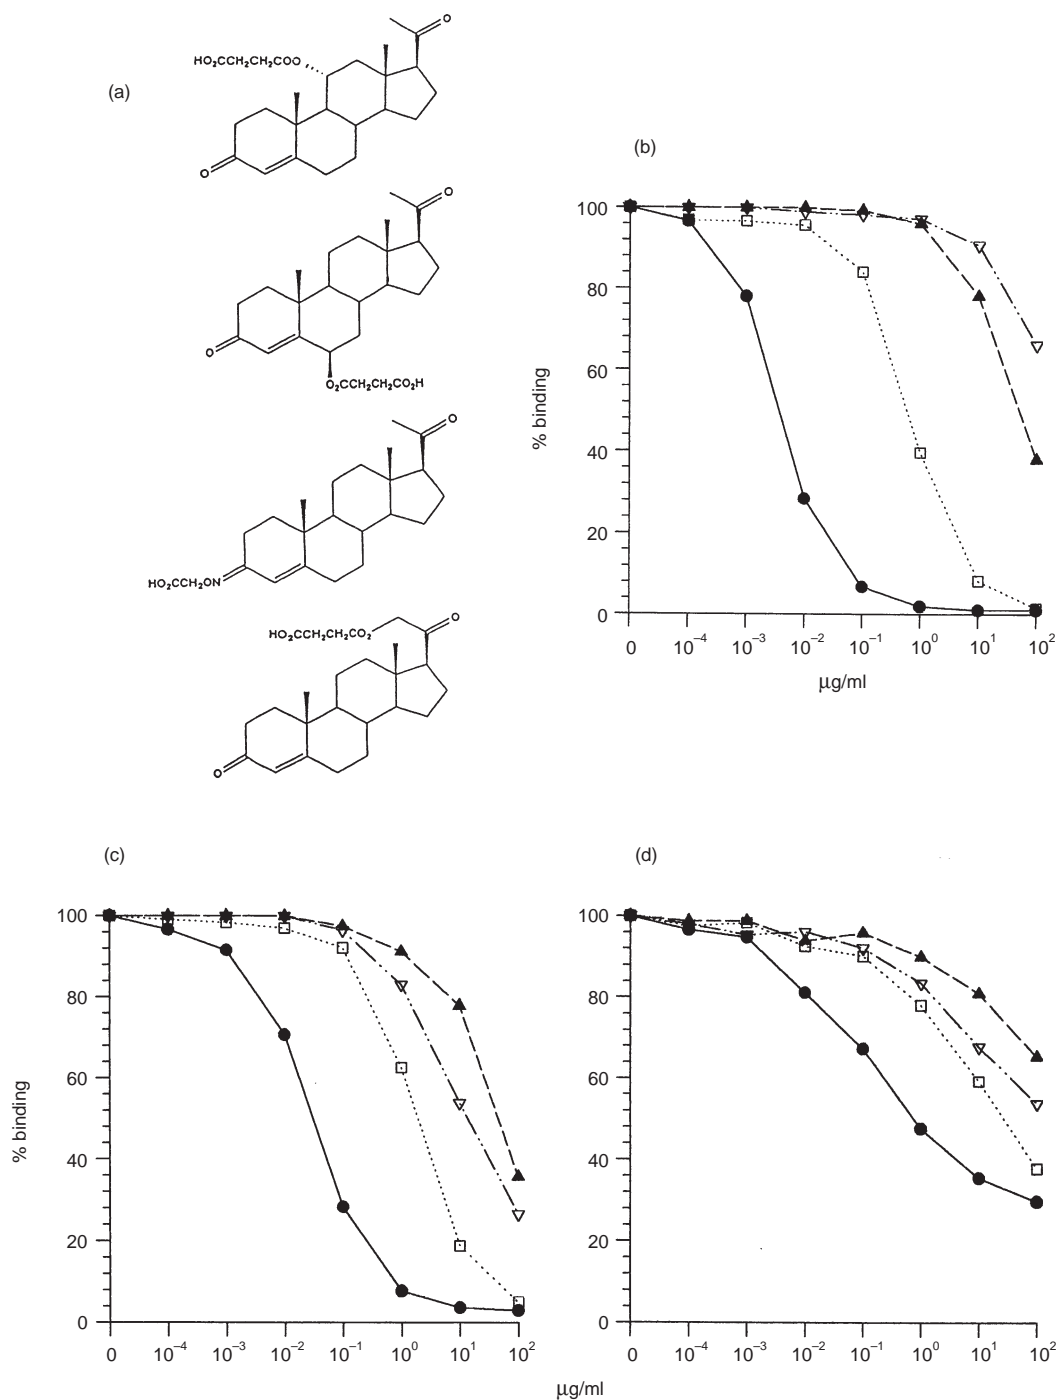 (a)
O
HO₂CCH₂CH₂COO
O
O
O
O₂CCH₂CH₂CO₂H
O
HO₂CCH₂ON
HO₂CCH₂CH₂CO₂
O
O
(b)
100
80
60
40
20
0
% binding
0 10⁻⁴ 10⁻³ 10⁻² 10⁻¹ 10⁰ 10¹ 10²
μg/ml
(c)
100
80
60
40
20
0
% binding
0 10⁻⁴ 10⁻³ 10⁻² 10⁻¹ 10⁰ 10¹ 10²
(d)
100
80
60
40
20
0
0 10⁻⁴ 10⁻³ 10⁻² 10⁻¹ 10⁰ 10¹ 10²
μg/ml